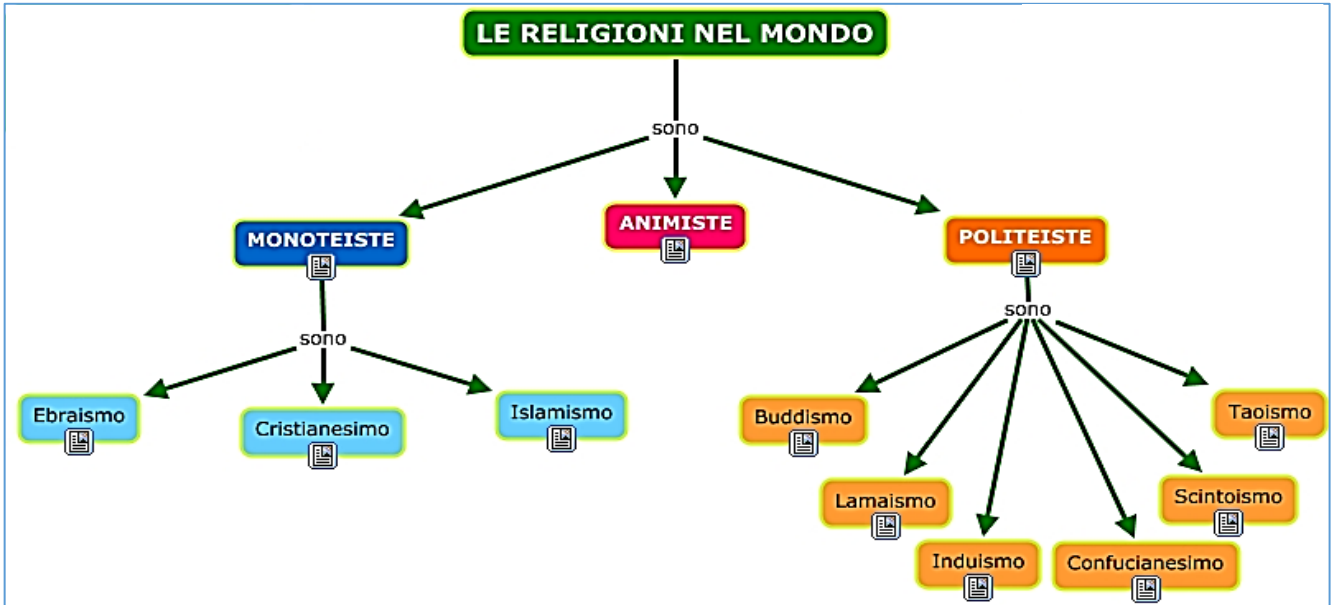 LE RELIGIONI NEL MONDO
sono
MONOTEISTE
ANIMISTE
POLITEISTE
sono
sono
Ebraismo
Cristianesimo
Islamismo
Buddismo
Taoismo
Lamaismo
Scintoismo
Induismo
Confucianesimo